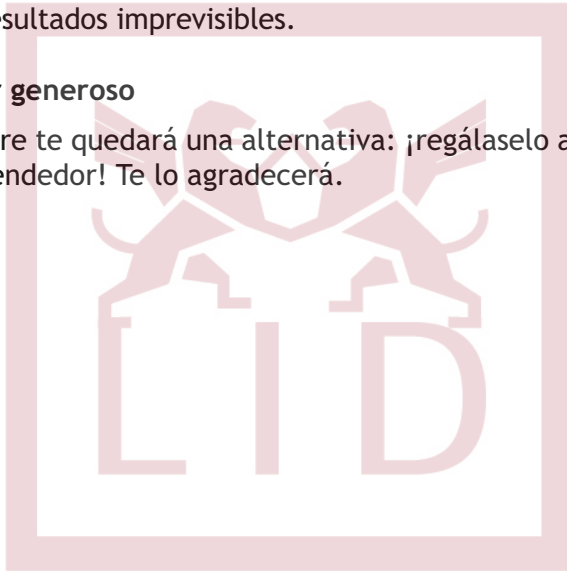 esultados imprevisibles.
r generoso
re te quedará una alternativa: ¡regálaselo a
endedor! Te lo agradecerá.
LID